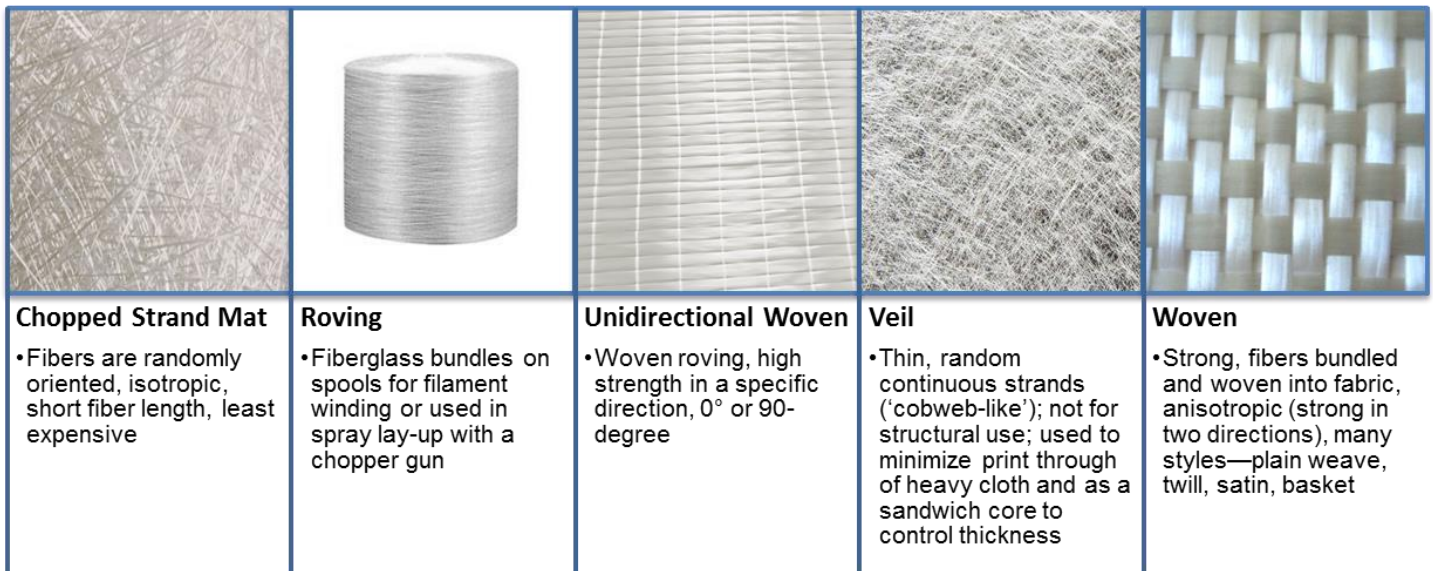 Chopped Strand Mat
•Fibers are randomly
oriented, isotropic,
short fiber length, least
expensive
Roving
•Fiberglass bundles on
spools for filament
winding or used in
spray lay-up with a
chopper gun
Unidirectional Woven
•Woven roving, high
strength in a specific
direction, 0° or 90-
degree
Veil
•Thin, random
continuous strands
(‘cobweb-like’); not for
structural use; used to
minimize print through
of heavy cloth and as a
sandwich core to
control thickness
Woven
•Strong, fibers bundled
and woven into fabric,
anisotropic (strong in
two directions), many
styles—plain weave,
twill, satin, basket